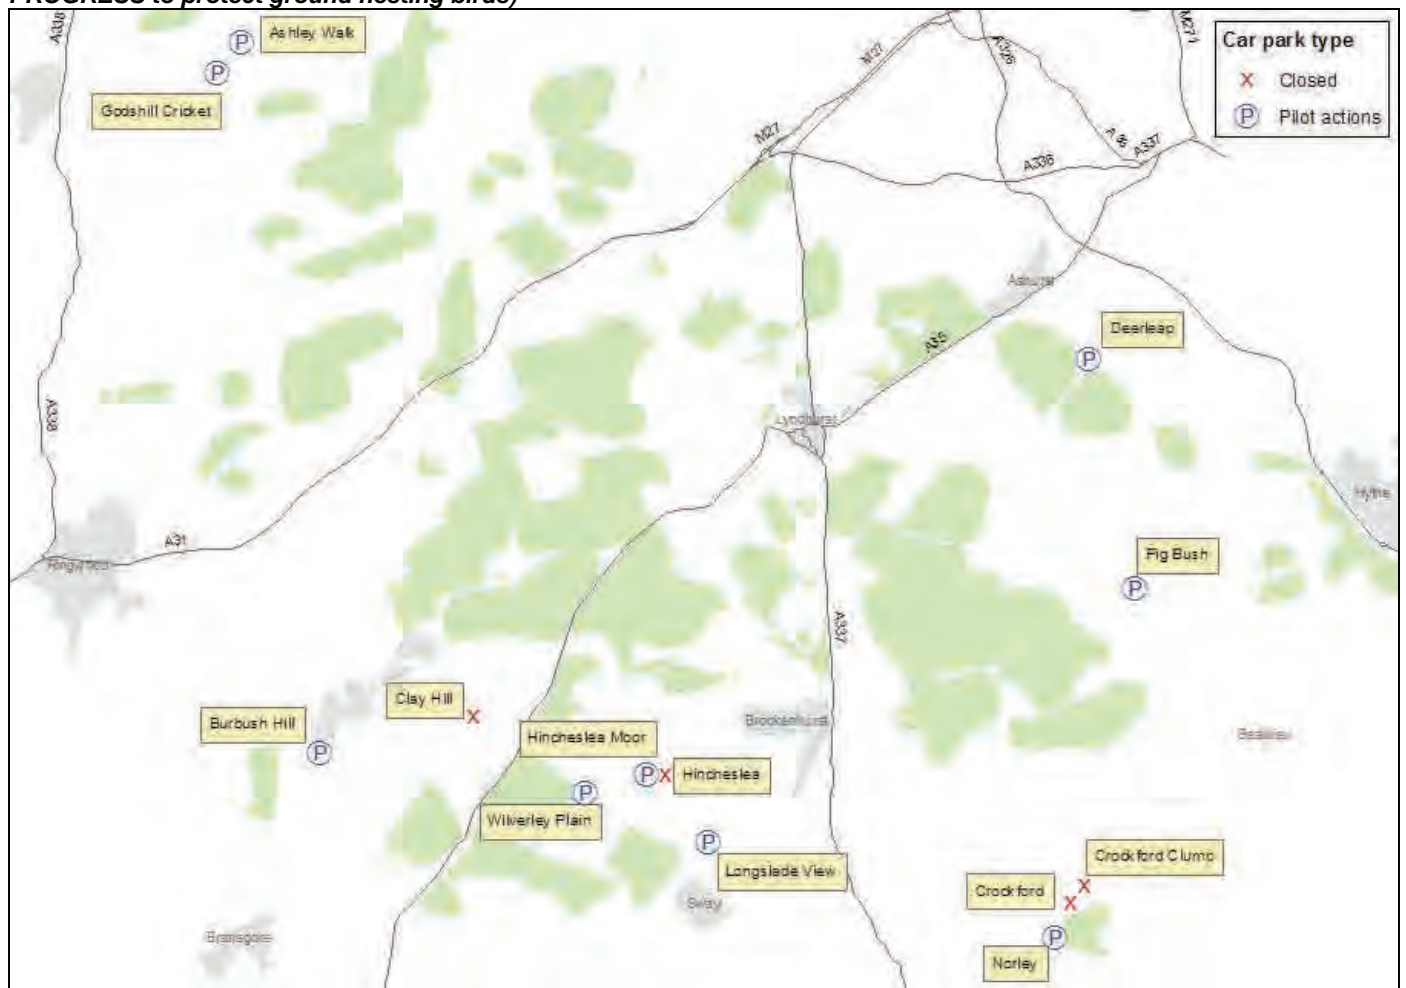 PROGRESS to protect ground nesting birds)
A338
Ashley Walk
P
P
Godshill Cricket
M27
A326
M271
Car park type
X Closed
P Pilot actions
M27
A336
A337
Ashurst
Deerleap
P
A35
A338
Lyndhurst
Hythe
A31
Ringwood
Pig Bush
P
A337
Clay Hill
X
Burbush Hill
P
Hincheslea Moor
Brockenhurst
Beaulieu
P
X
Hincheslea
P
Wilverley Plain
P
Longslade View
Sway
Crockford Clump
X
Crockford
X
Bransgore
P
Norley